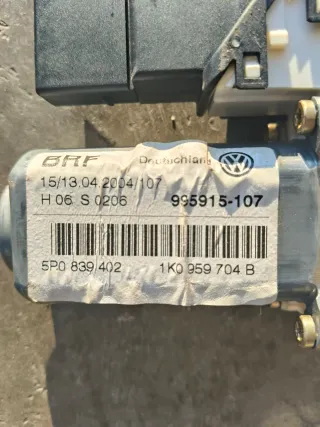 BRF Deutschland
15/13.04.2004/107
H 06 S 0206 995915-107
5P0 839 402 1K0 959 704 B